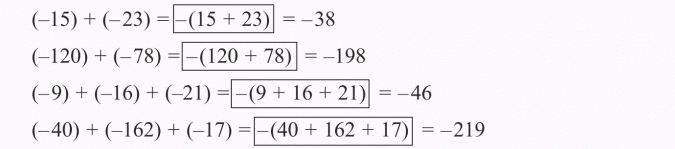 (–15) + (–23) = –(15 + 23) = –38
(–120) + (–78) = –(120 + 78) = –198
(–9) + (–16) + (–21) = –(9 + 16 + 21) = –46
(–40) + (–162) + (–17) = –(40 + 162 + 17) = –219